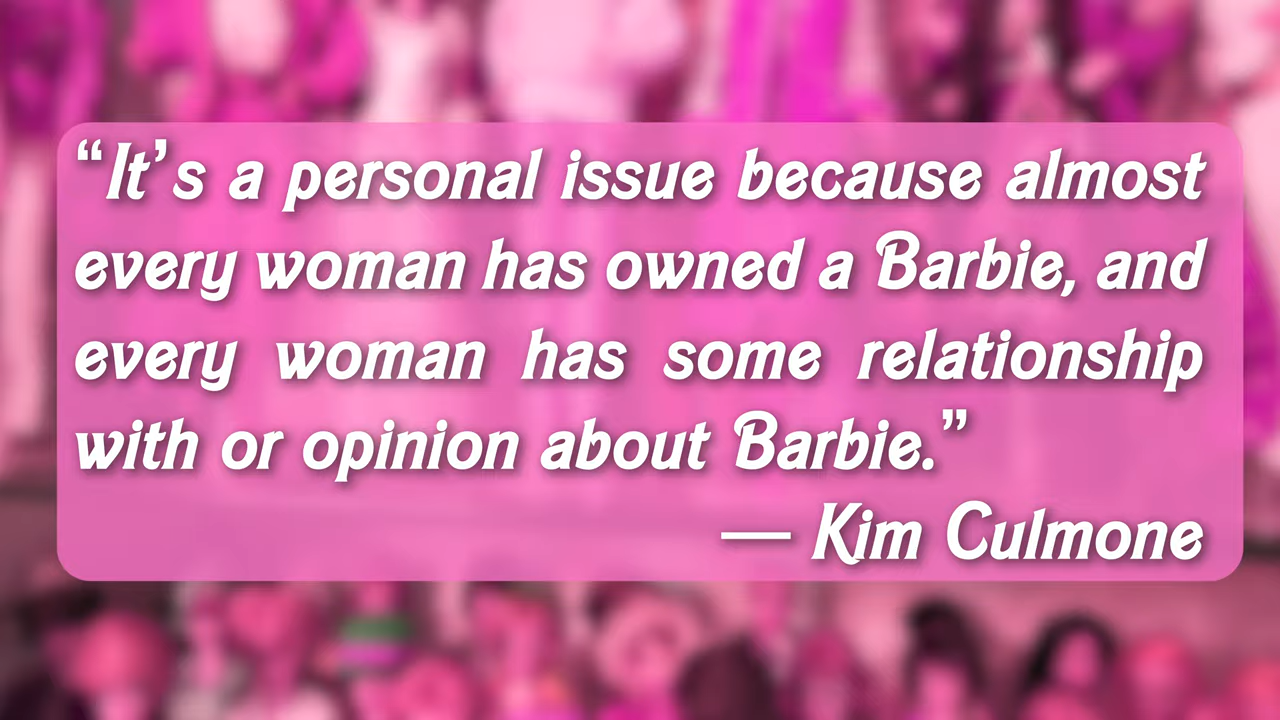 “It’s a personal issue because almost
every woman has owned a Barbie, and
every woman has some relationship
with or opinion about Barbie.”
— Kim Culmone